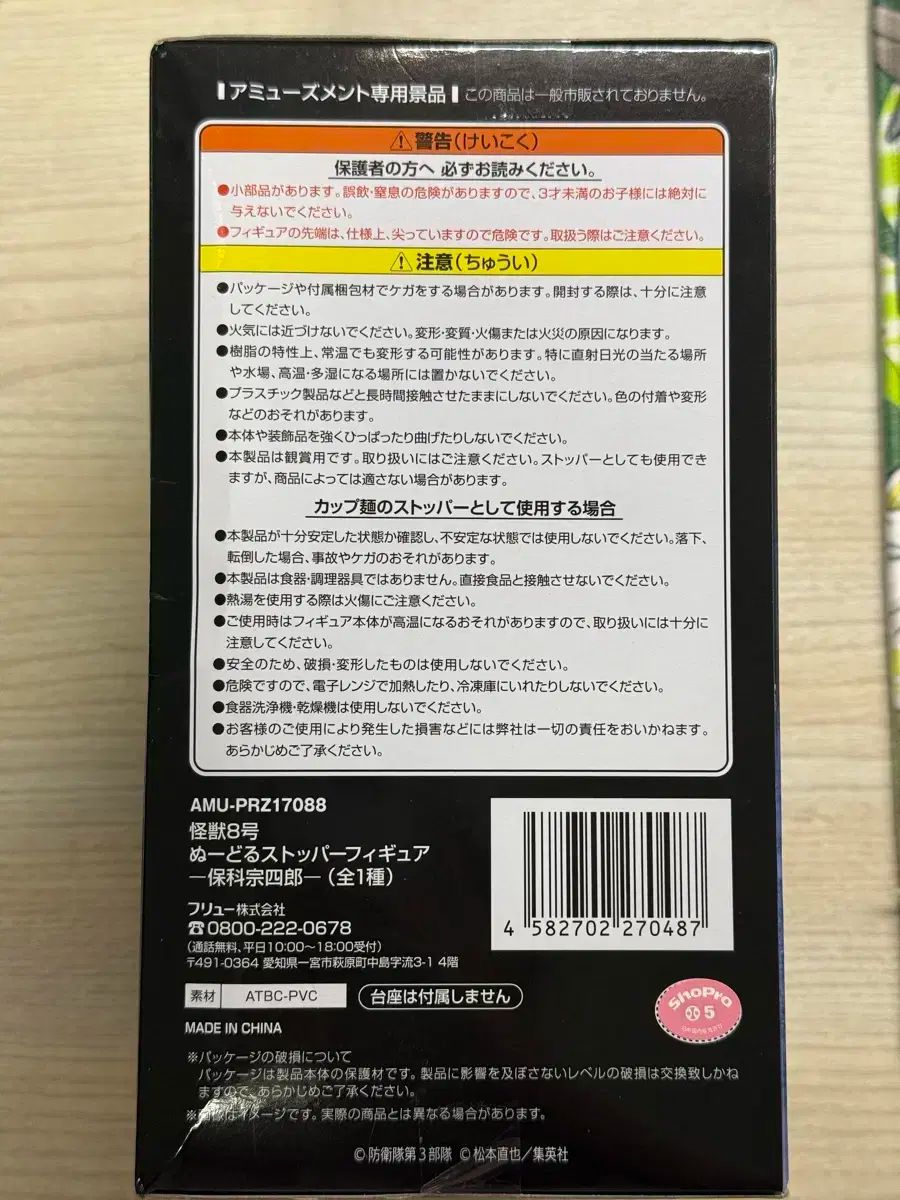 アミューズメント専用景品 この商品は一般市販されておりません。
⚠警告(けいこく)
保護者の方へ 必ずお読みください。
●小部品があります。誤飲・窒息の危険がありますので、3才未満のお子様には絶対に
与えないでください。
●フィギュアの先端は、仕様上、尖っていますので危険です。取扱う際はご注意ください。
⚠注意(ちゅうい)
●パッケージや付属梱包材でケガをする場合があります。開封する際は、十分に注意
してください。
●火気には近づけないでください。変形・変質・火傷または火災の原因になります。
●樹脂の特性上、常温でも変形する可能性があります。特に直射日光の当たる場所
や水場、高温・多湿になる場所には置かないでください。
●プラスチック製品などと長時間接触させたままにしないでください。色の付着や変形
などのおそれがあります。
●本体や装飾品を強くひっぱったり曲げたりしないでください。
●本製品は観賞用です。取り扱いにはご注意ください。ストッパーとしても使用でき
ますが、商品によっては適さない場合があります。
カップ麺のストッパーとして使用する場合
●本製品が十分安定した状態か確認し、不安定な状態では使用しないでください。落下、
転倒した場合、事故やケガのおそれがあります。
●本製品は食器・調理器具ではありません。直接食品と接触させないでください。
●熱湯を使用する際は火傷にご注意ください。
●ご使用時はフィギュア本体が高温になるおそれがありますので、取り扱いには十分に
注意してください。
●安全のため、破損・変形したものは使用しないでください。
●危険ですので、電子レンジで加熱したり、冷凍庫にいれたりしないでください。
●食器洗浄機・乾燥機は使用しないでください。
●お客様のご使用により発生した損害などには弊社は一切の責任をおいかねます。
あらかじめご了承ください。
AMU-PRZ17088
怪獣8号
ぬーどるストッパーフィギュア
―保科宗四郎―(全1種)
フリュー株式会社
☎0800-222-0678
(通話無料、平日10:00~18:00受付)
〒491-0364 愛知県一宮市萩原町中島字流3-1 4階
4 582702 270487
素材 ATBC-PVC 台座は付属しません
ShoPro
5
MADE IN CHINA
※パッケージの破損について
パッケージは製品本体の保護材です。製品に影響を及ぼさないレベルの破損は交換致しかね
ますので、あらかじめご了承ください。
※画像はイメージです。実際の商品とは異なる場合があります。
©防衛隊第3部隊 ©松本直也/集英社